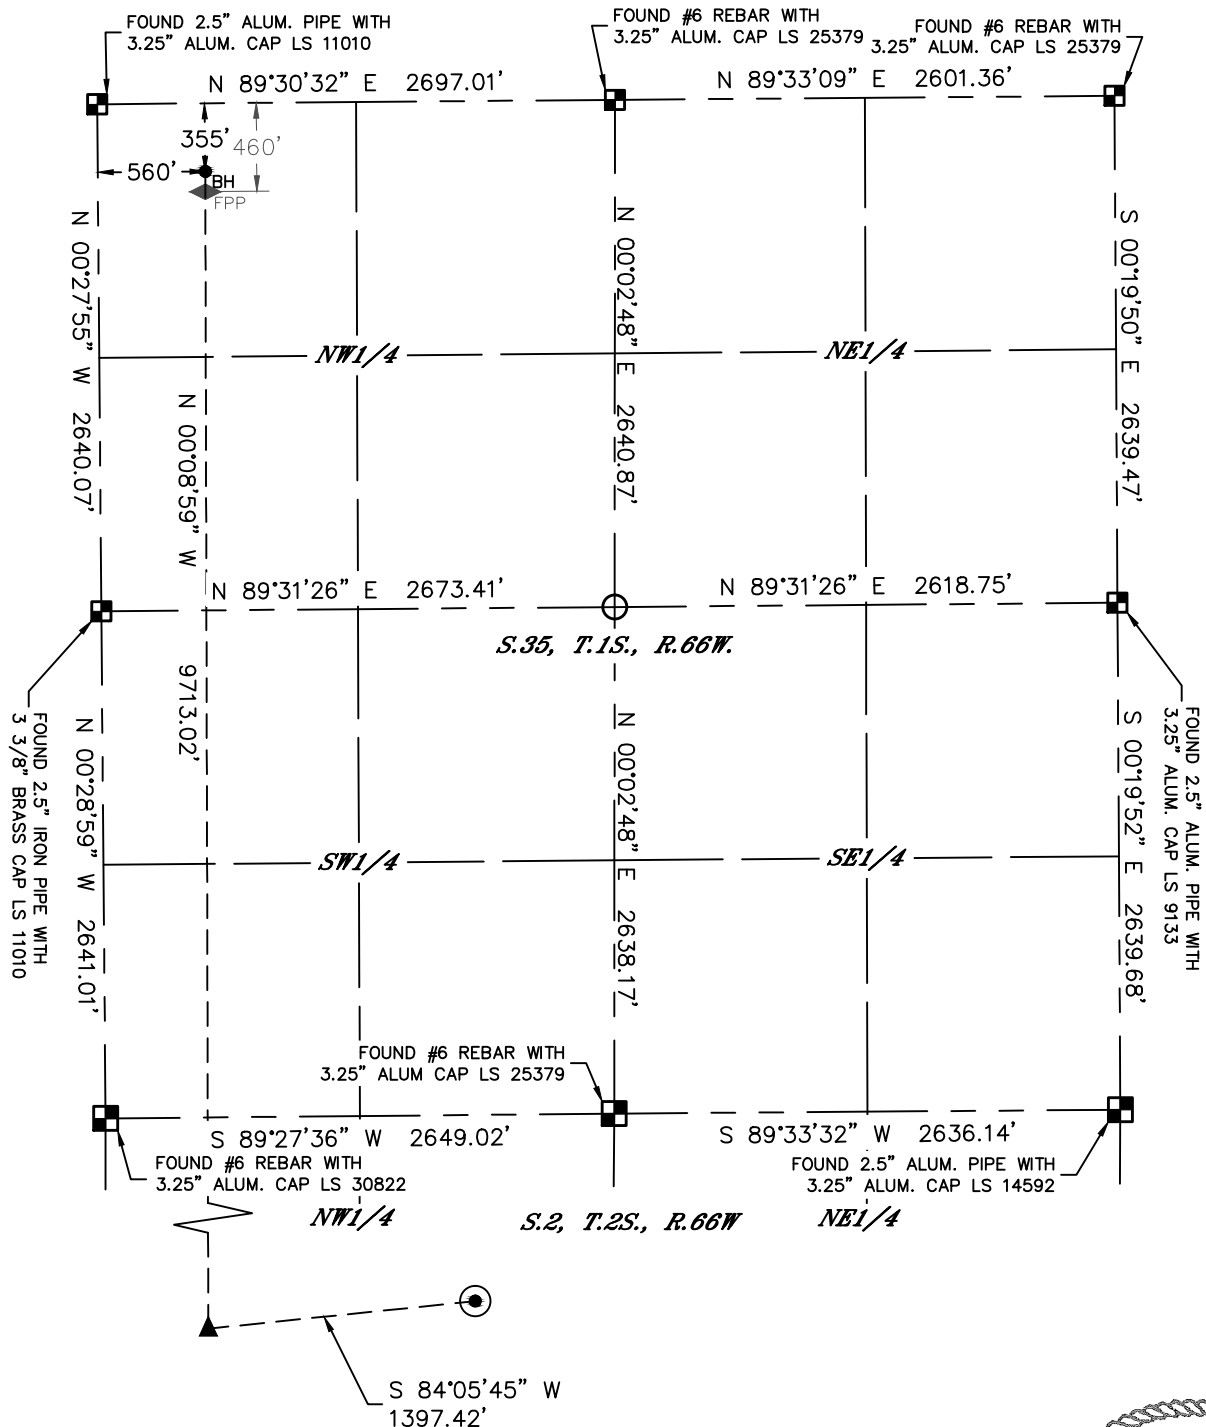 FOUND 2.5" ALUM. PIPE WITH
3.25" ALUM. CAP LS 11010
FOUND #6 REBAR WITH
3.25" ALUM. CAP LS 25379
FOUND #6 REBAR WITH
3.25" ALUM. CAP LS 25379
N 89°30'32" E 2697.01'
N 89°33'09" E 2601.36'
355'
460'
560'
BH
FPP
N 00°27'55" W 2640.07'
N 00°02'48" E 2640.87'
S 00°19'50" E 2639.47'
NW1/4
NE1/4
N 00°08'59" W 9713.02'
N 89°31'26" E 2673.41'
N 89°31'26" E 2618.75'
S.35, T.1S., R.66W.
FOUND 2.5" IRON PIPE WITH
3 3/8" BRASS CAP LS 11010
N 00°28'59" W 2641.01'
N 00°02'48" E 2638.17'
S 00°19'52" E 2639.68'
FOUND 2.5" ALUM. PIPE WITH
3.25" ALUM. CAP LS 9133
SW1/4
SE1/4
FOUND #6 REBAR WITH
3.25" ALUM CAP LS 25379
S 89°27'36" W 2649.02'
S 89°33'32" W 2636.14'
FOUND #6 REBAR WITH
3.25" ALUM. CAP LS 30822
FOUND 2.5" ALUM. PIPE WITH
3.25" ALUM. CAP LS 14592
NW1/4
S.2, T.2S., R.66W
NE1/4
S 84°05'45" W
1397.42'